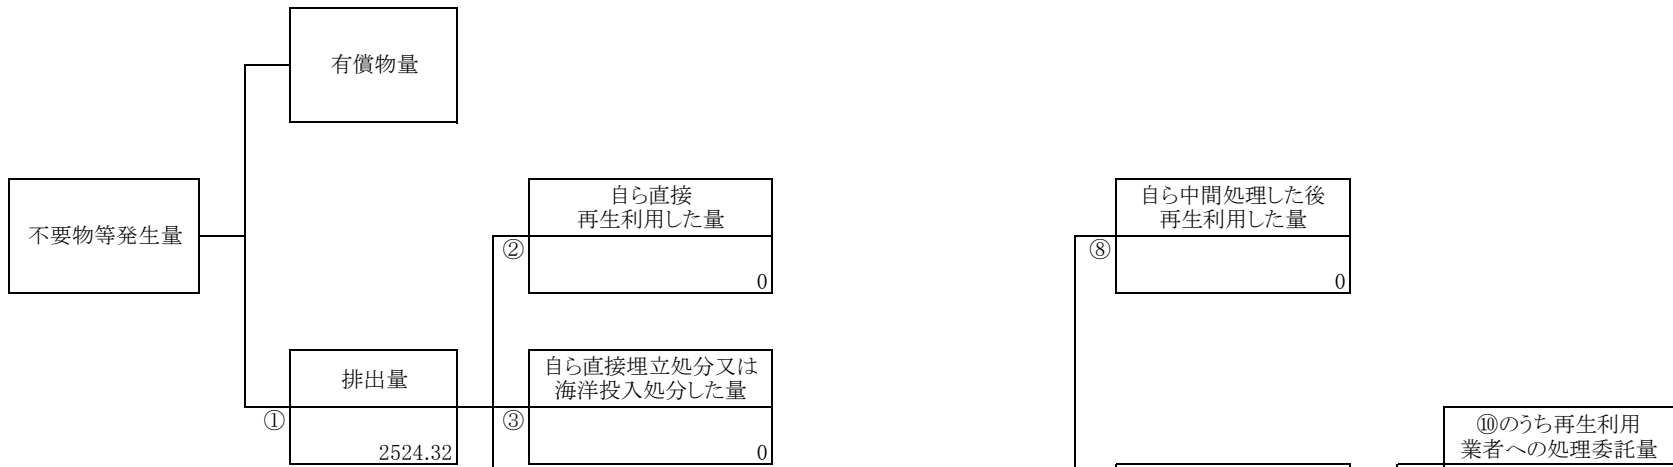 有償物量
不要物等発生量
自ら直接
再生利用した量
②
0
自ら中間処理した後
再生利用した量
⑧
0
排出量
①
2524.32
自ら直接埋立処分又は
海洋投入処分した量
③
0
⑩のうち再生利用
業者への処理委託量